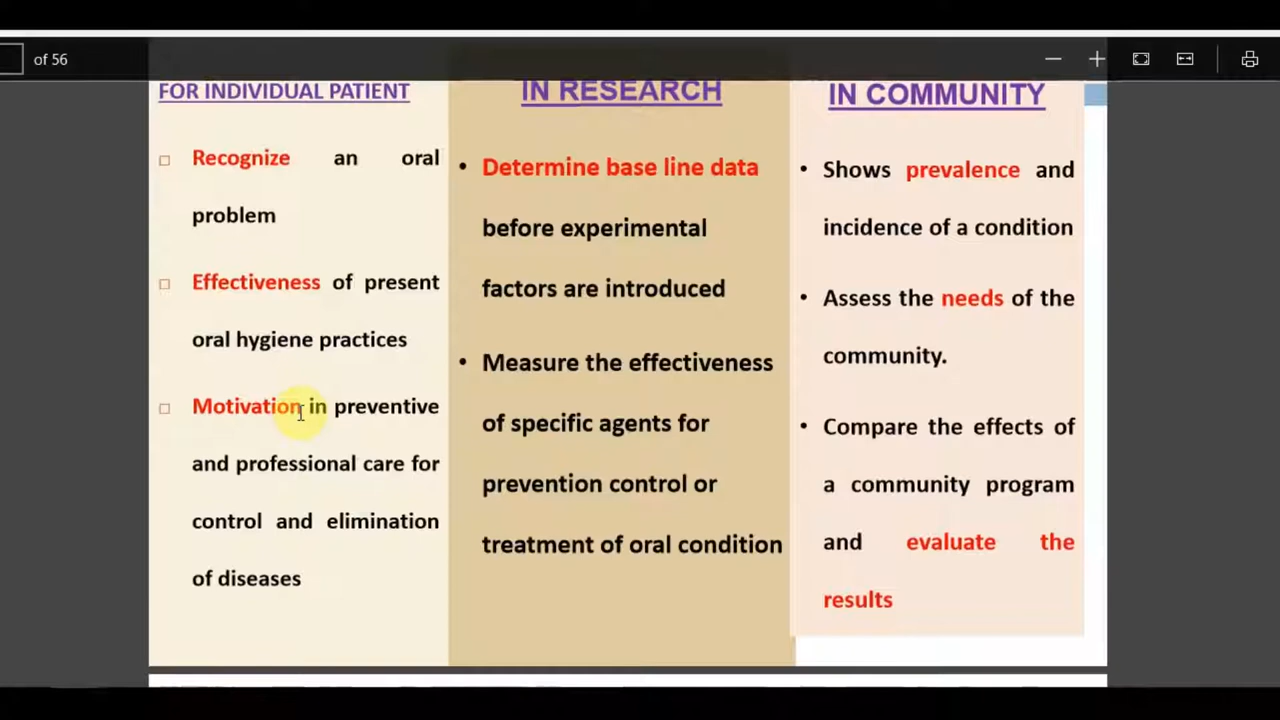 of 56
FOR INDIVIDUAL PATIENT
Recognize an oral
problem
Effectiveness of present
oral hygiene practices
Motivation in preventive
and professional care for
control and elimination
of diseases
IN RESEARCH
• Determine base line data
before experimental
factors are introduced
• Measure the effectiveness
of specific agents for
prevention control or
treatment of oral condition
IN COMMUNITY
• Shows prevalence and
incidence of a condition
• Assess the needs of the
community.
• Compare the effects of
a community program
and evaluate the
results